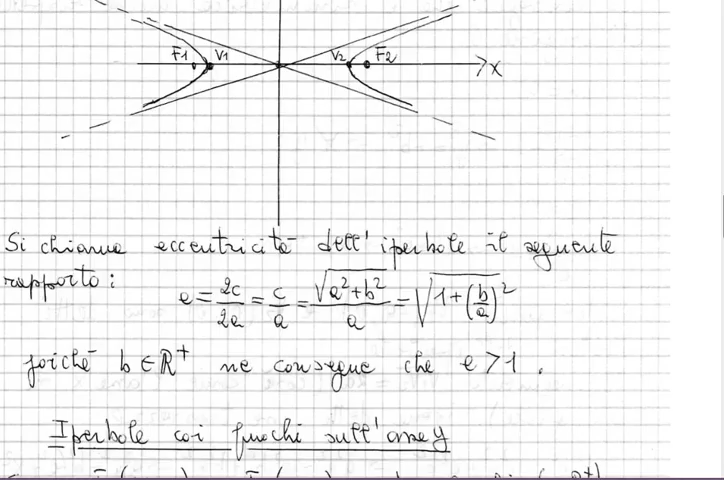 F1 V1 V2 F2 X
Si chiama eccentricità dell'iperbole il seguente
rapporto:
e = 2c/2a = c/a = √(a²+b²)/a = √(1+(b/a)²)
poiché b ∈ R⁺ ne consegue che e > 1.
Iperbole coi fuochi sull'asse y